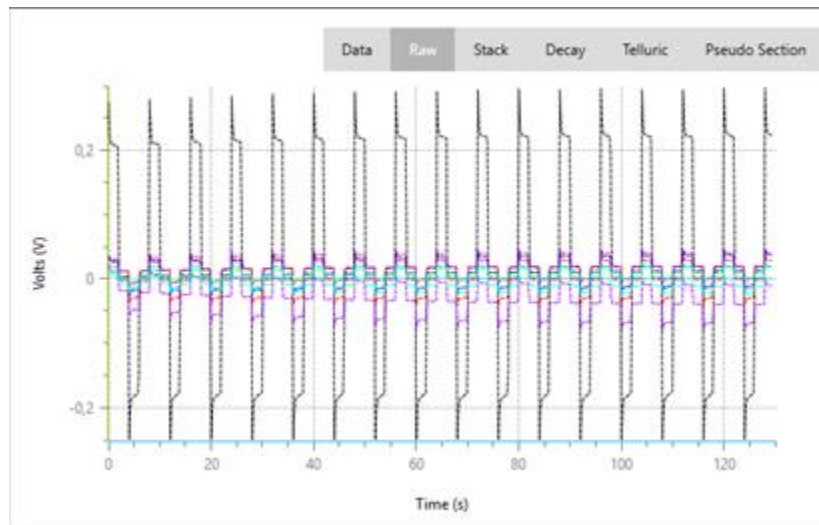 Data Raw Stack Decay Telluric Pseudo Section
0,2
0
-0,2
Volts (V)
0 20 40 60 80 100 120
Time (s)